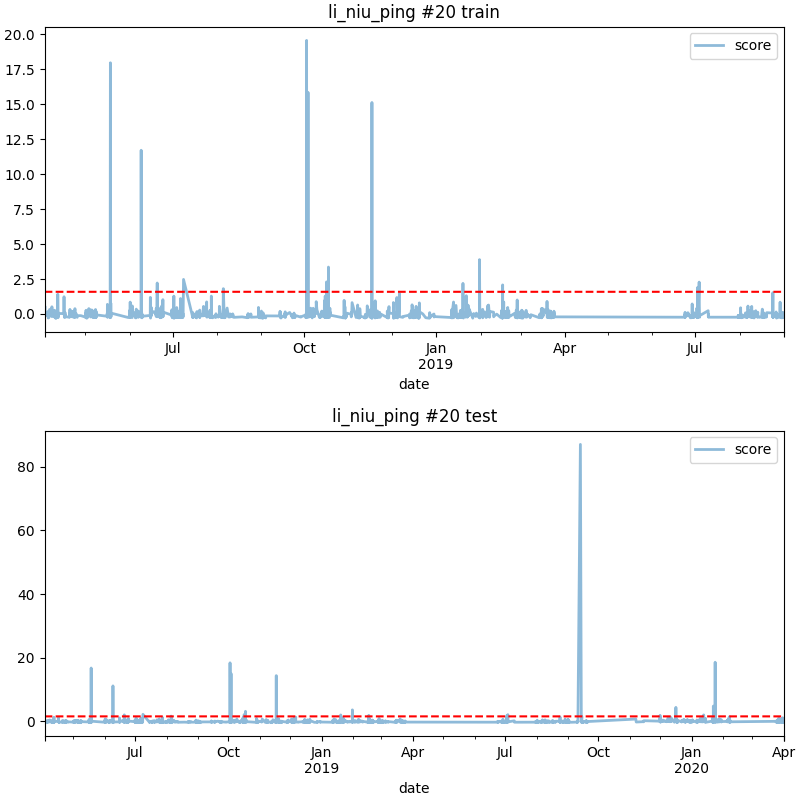 li_niu_ping #20 train
score
20.0
17.5
15.0
12.5
10.0
7.5
5.0
2.5
0.0
Jul Oct Jan Apr Jul
2019
date
li_niu_ping #20 test
score
80
60
40
20
0
Jul Oct Jan Apr Jul Oct Jan Apr
2019 2020
date